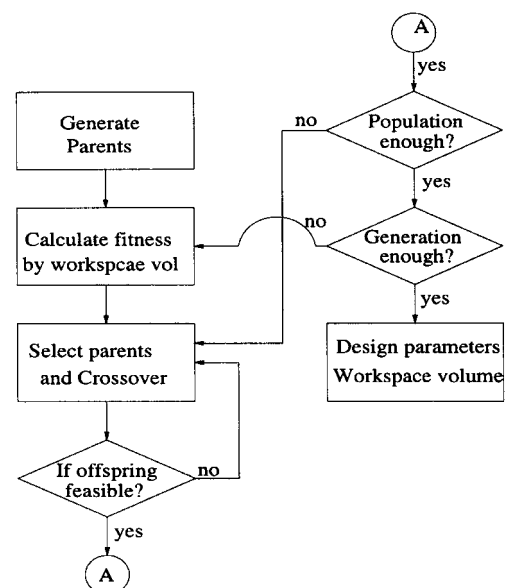 Generate
Parents
Calculate fitness
by workspcae vol
Select parents
and Crossover
If offspring
feasible?
no
yes
A
A
yes
Population
enough?
no
yes
Generation
enough?
no
yes
Design parameters
Workspace volume